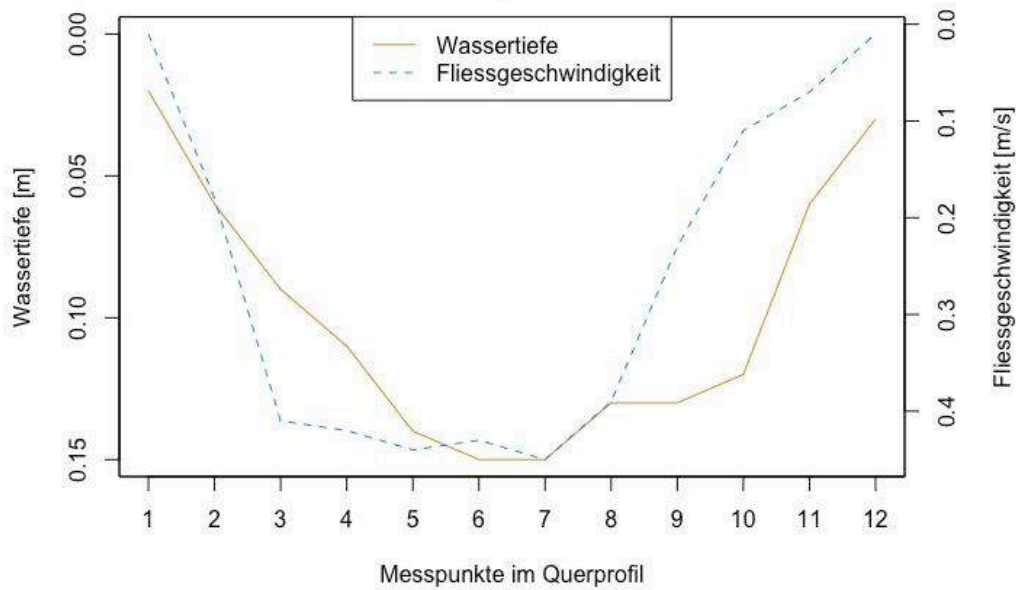 Wassertiefe
Fliessgeschwindigkeit
Wassertiefe [m]
0.00
0.05
0.10
0.15
Fliessgeschwindigkeit [m/s]
0.0
0.1
0.2
0.3
0.4
1 2 3 4 5 6 7 8 9 10 11 12
Messpunkte im Querprofil